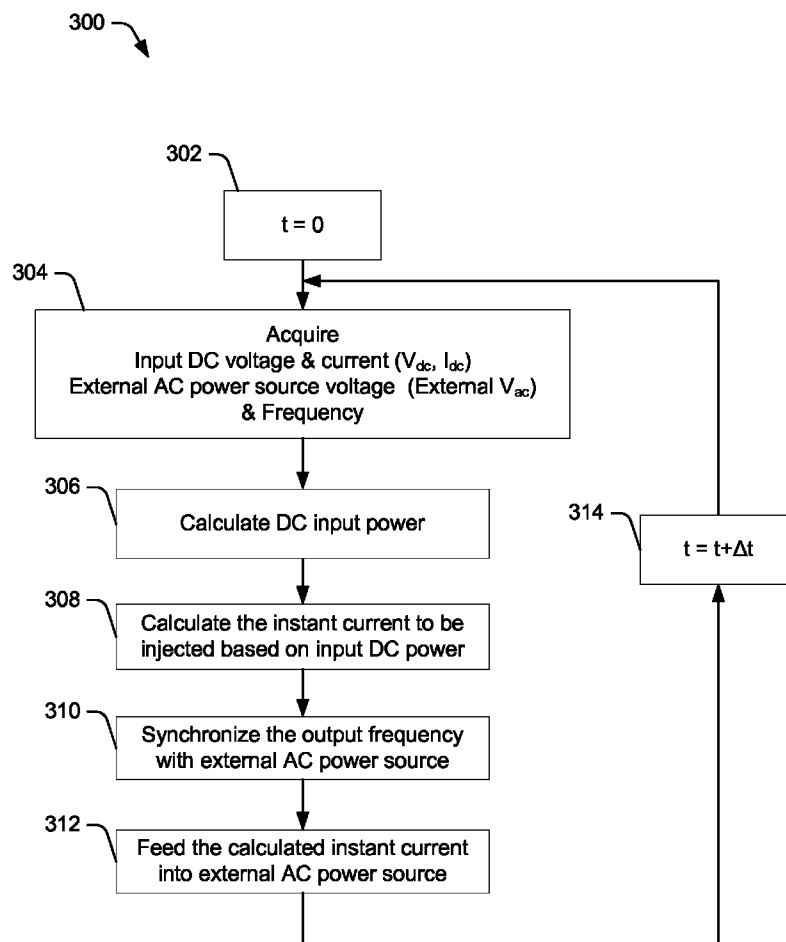 300
302
t = 0
304
Acquire
Input DC voltage & current (Vdc, Idc)
External AC power source voltage (External Vac)
& Frequency
306
Calculate DC input power
314
t = t+Δt
308
Calculate the instant current to be
injected based on input DC power
310
Synchronize the output frequency
with external AC power source
312
Feed the calculated instant current
into external AC power source